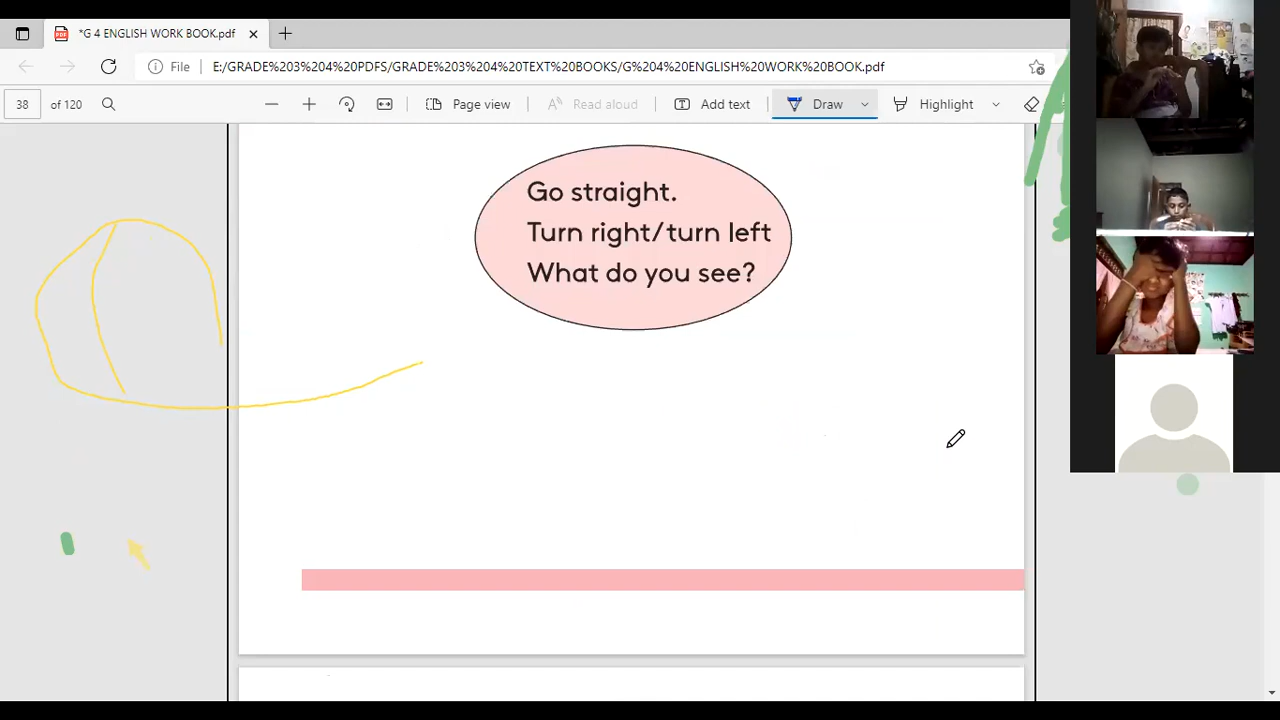 *G 4 ENGLISH WORK BOOK.pdf
File E:/GRADE%203%204%20PDFS/GRADE%203%204%20TEXT%20BOOKS/G%204%20ENGLISH%20WORK%20BOOK.pdf
38 of 120 Page view Read aloud Add text Draw Highlight
Go straight.
Turn right/turn left
What do you see?